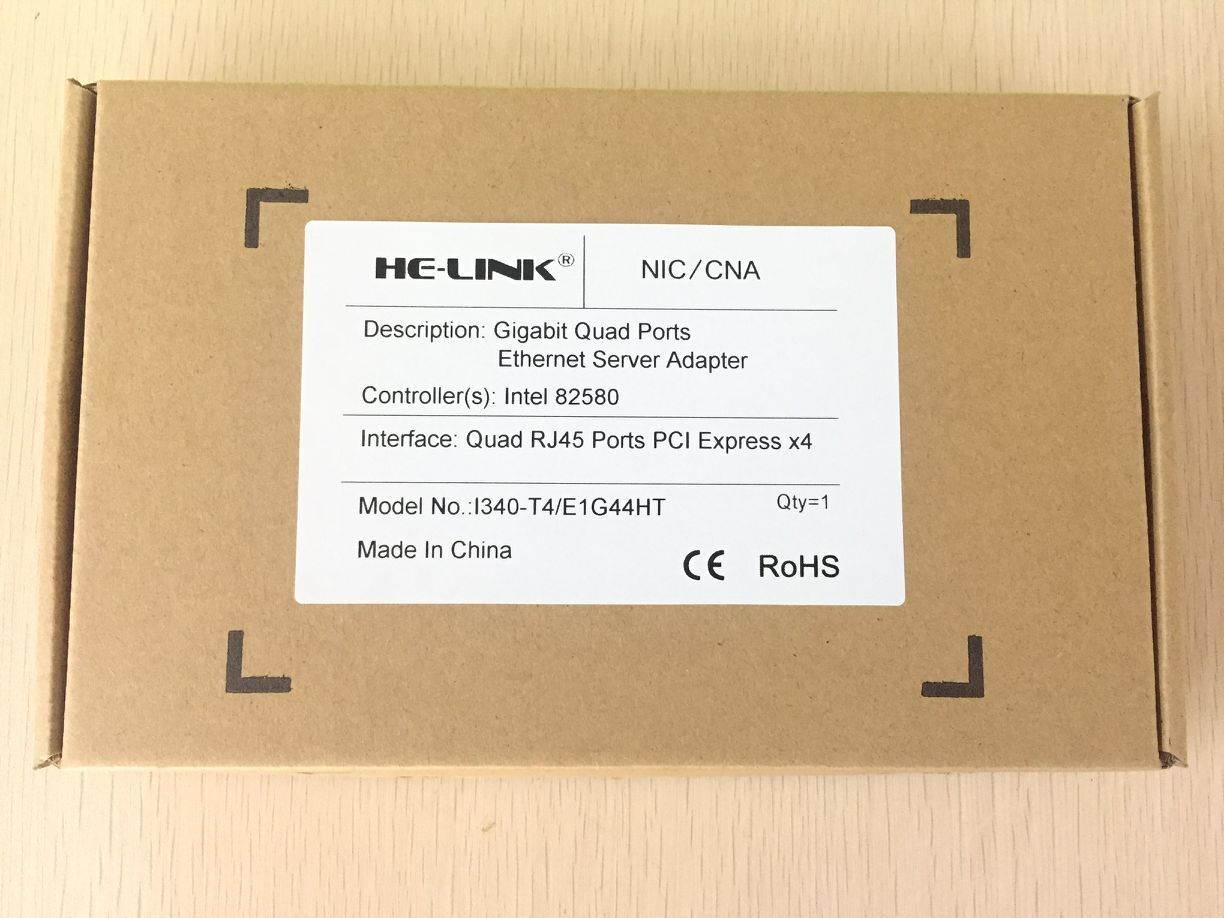 HE-LINK®
NIC/CNA
Description: Gigabit Quad Ports
Ethernet Server Adapter
Controller(s): Intel 82580
Interface: Quad RJ45 Ports PCI Express x4
Model No.:I340-T4/E1G44HT
Qty=1
Made In China
CE RoHS